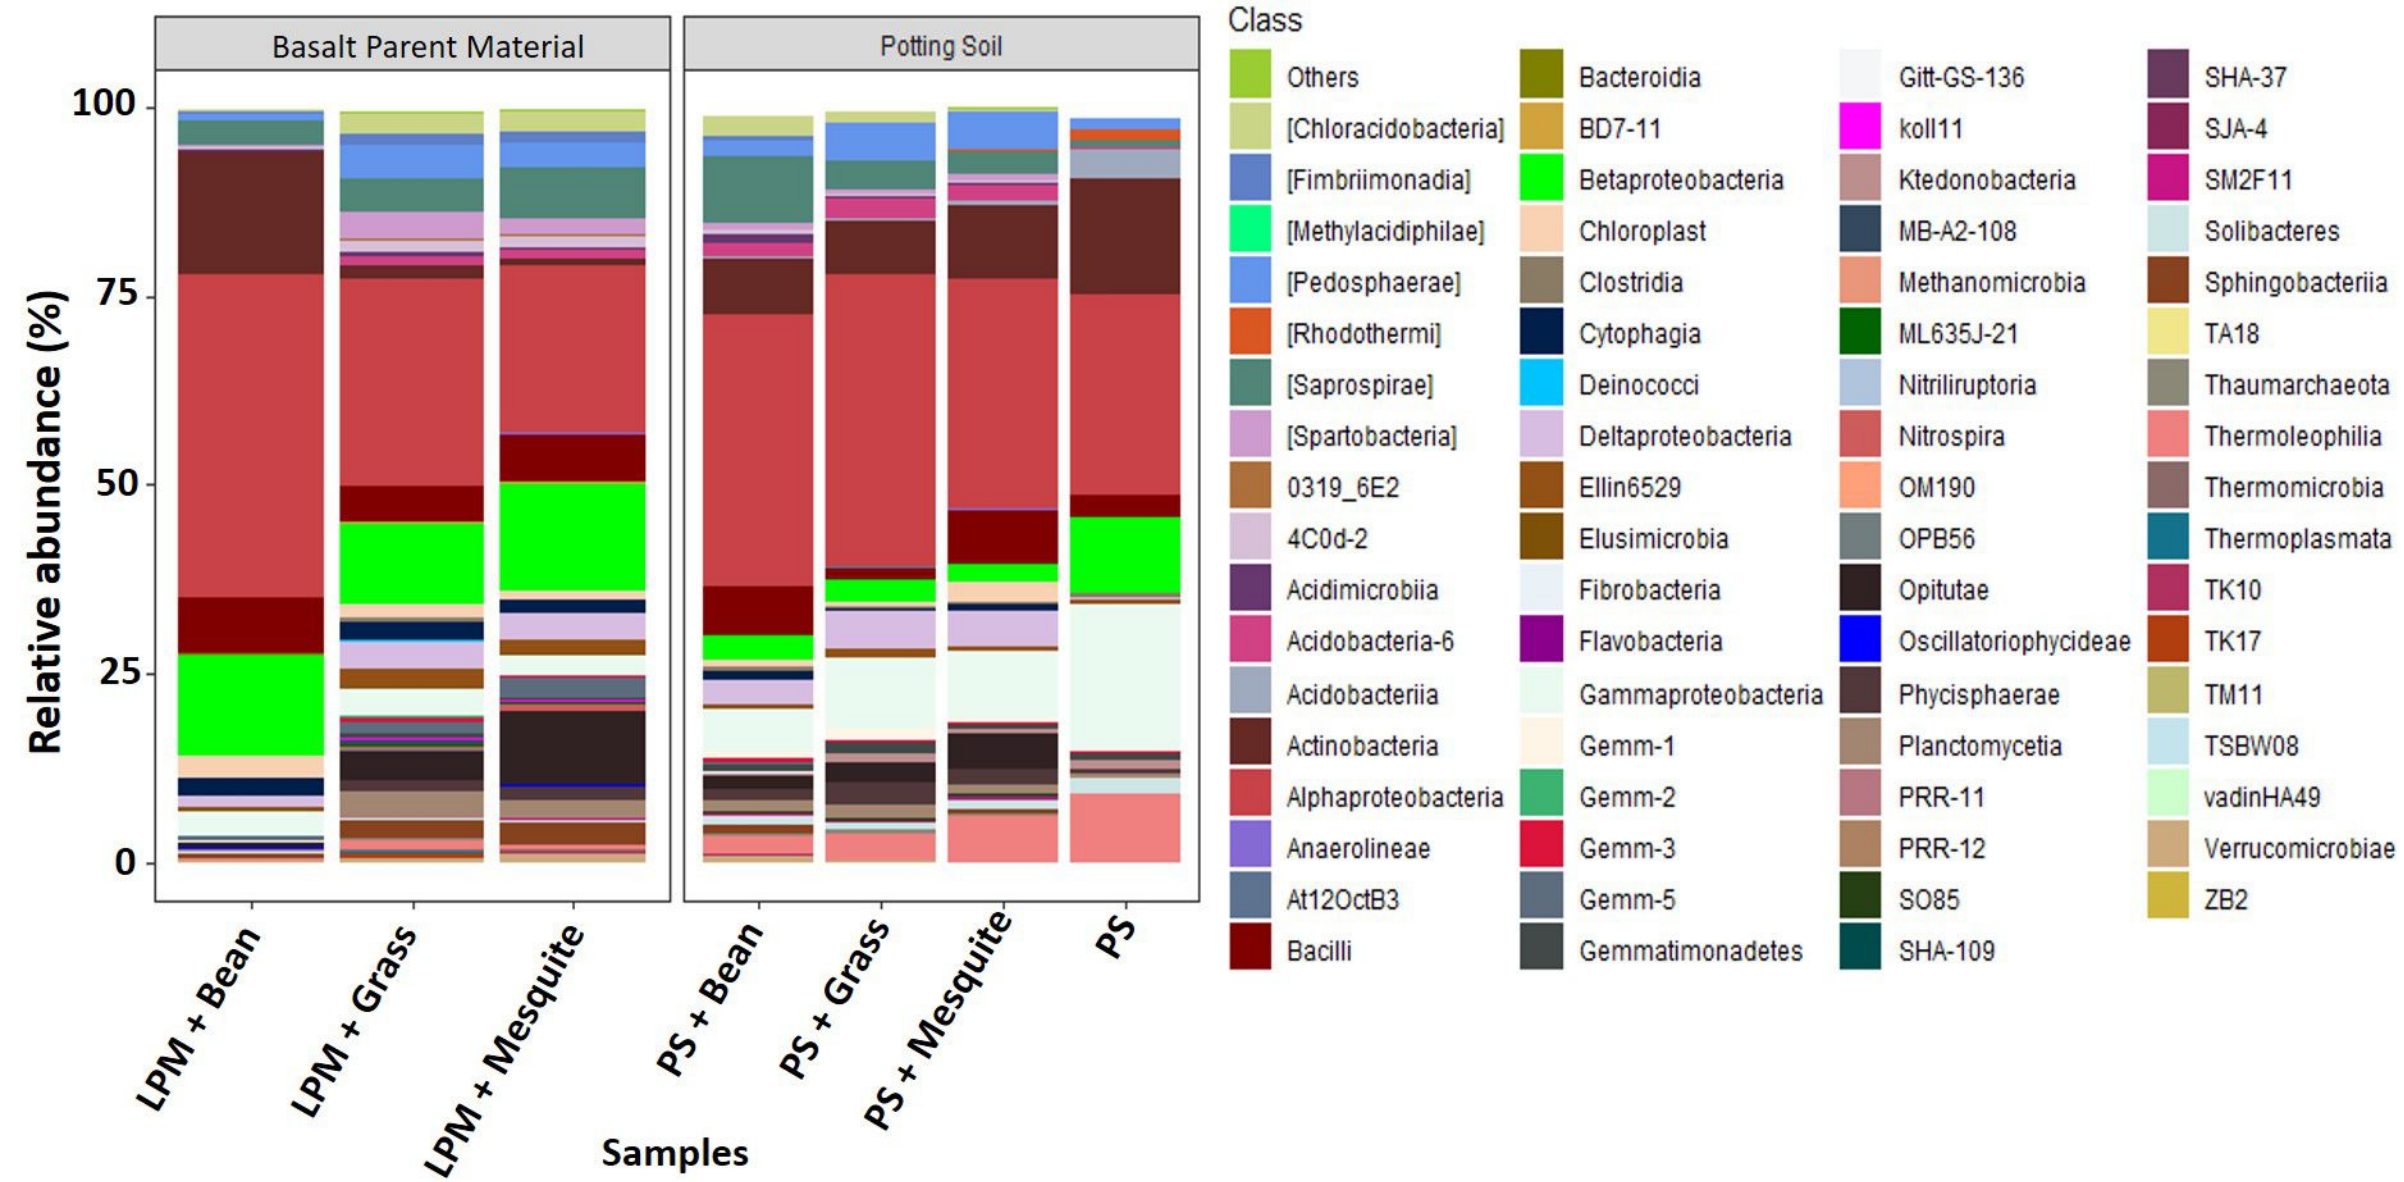 Basalt Parent Material
Potting Soil
Relative abundance (%)
100
75
50
25
0
LPM + Bean
LPM + Grass
LPM + Mesquite
PS + Bean
PS + Grass
PS + Mesquite
PS
Samples
Class
Others
[Chloracidobacteria]
[Fimbriimonadia]
[Methylacidiphilae]
[Pedosphaerae]
[Rhodothermi]
[Saprospirae]
[Spartobacteria]
0319_6E2
4C0d-2
Acidimicrobiia
Acidobacteria-6
Acidobacteriia
Actinobacteria
Alphaproteobacteria
Anaerolineae
At12OctB3
Bacilli
Bacteroidia
BD7-11
Betaproteobacteria
Chloroplast
Clostridia
Cytophagia
Deinococci
Deltaproteobacteria
Ellin6529
Elusimicrobia
Fibrobacteria
Flavobacteria
Gammaproteobacteria
Gemm-1
Gemm-2
Gemm-3
Gemm-5
Gemmatimonadetes
Gitt-GS-136
koll11
Ktedonobacteria
MB-A2-108
Methanomicrobia
ML635J-21
Nitriliruptoria
Nitrospira
OM190
OPB56
Opitutae
Oscillatoriophycideae
Phycisphaerae
Planctomycetia
PRR-11
PRR-12
SO85
SHA-109
SHA-37
SJA-4
SM2F11
Solibacteres
Sphingobacteriia
TA18
Thaumarchaeota
Thermoleophilia
Thermomicrobia
Thermoplasmata
TK10
TK17
TM11
TSBW08
vadinHA49
Verrucomicrobiae
ZB2